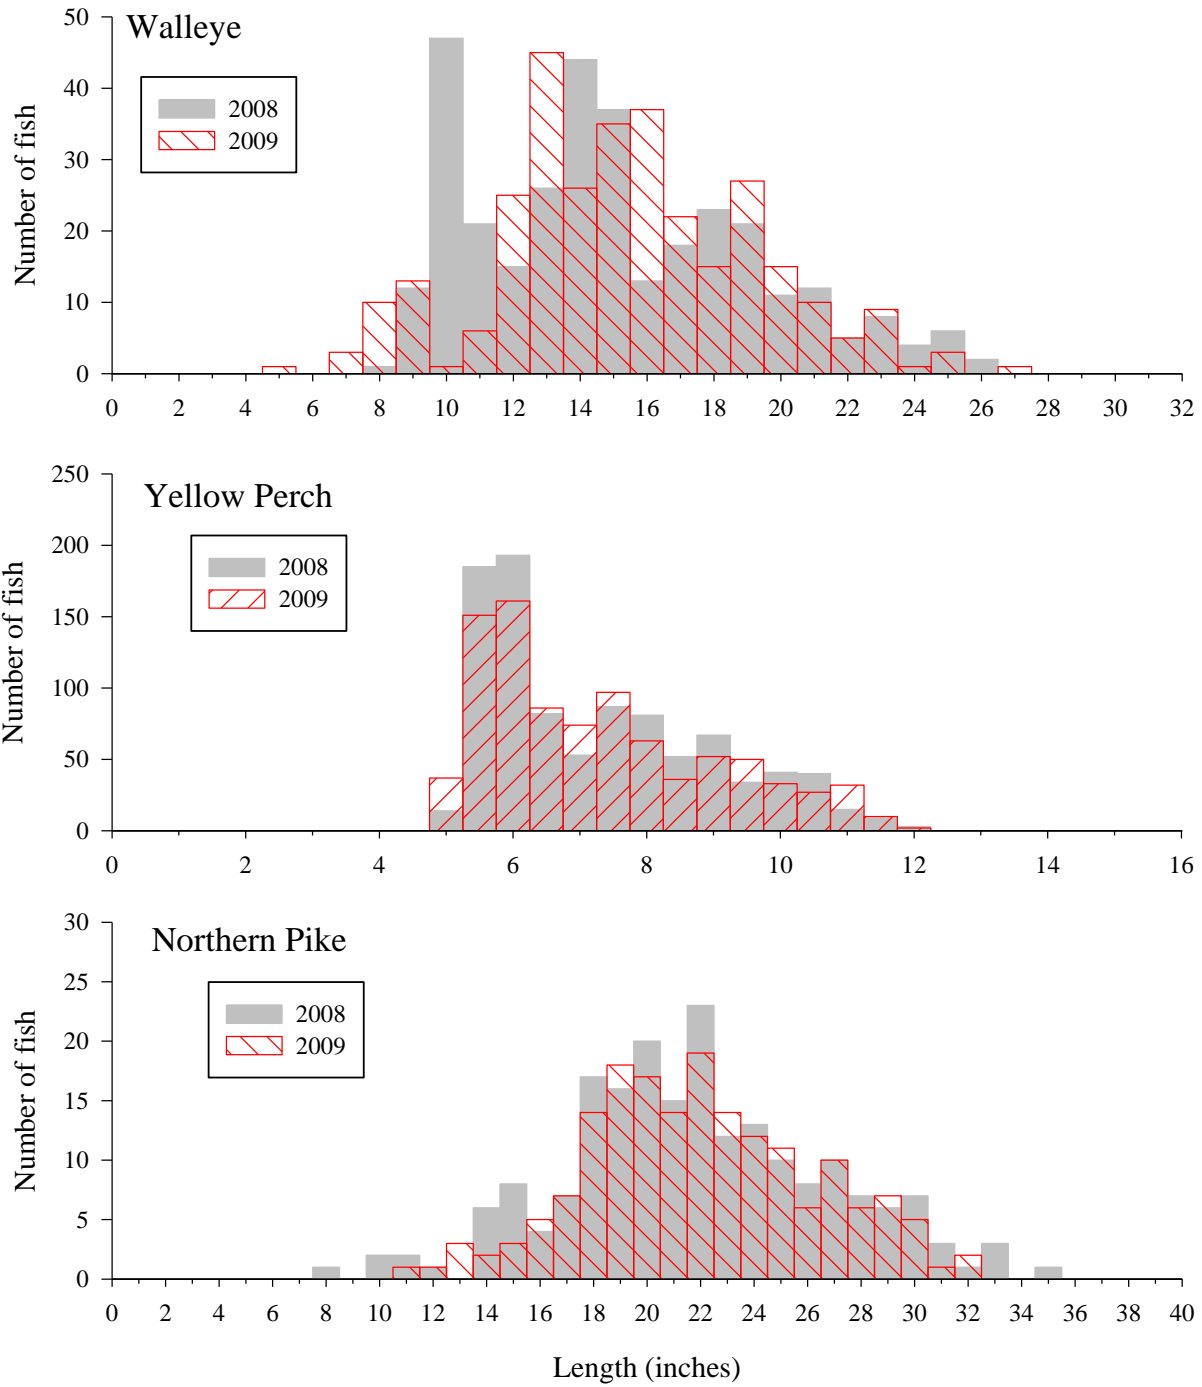 Walleye
2008
2009
Number of fish
50
40
30
20
10
0
0 2 4 6 8 10 12 14 16 18 20 22 24 26 28 30 32
Yellow Perch
2008
2009
Number of fish
250
200
150
100
50
0
0 2 4 6 8 10 12 14 16
Northern Pike
2008
2009
Number of fish
30
25
20
15
10
5
0
0 2 4 6 8 10 12 14 16 18 20 22 24 26 28 30 32 34 36 38 40
Length (inches)